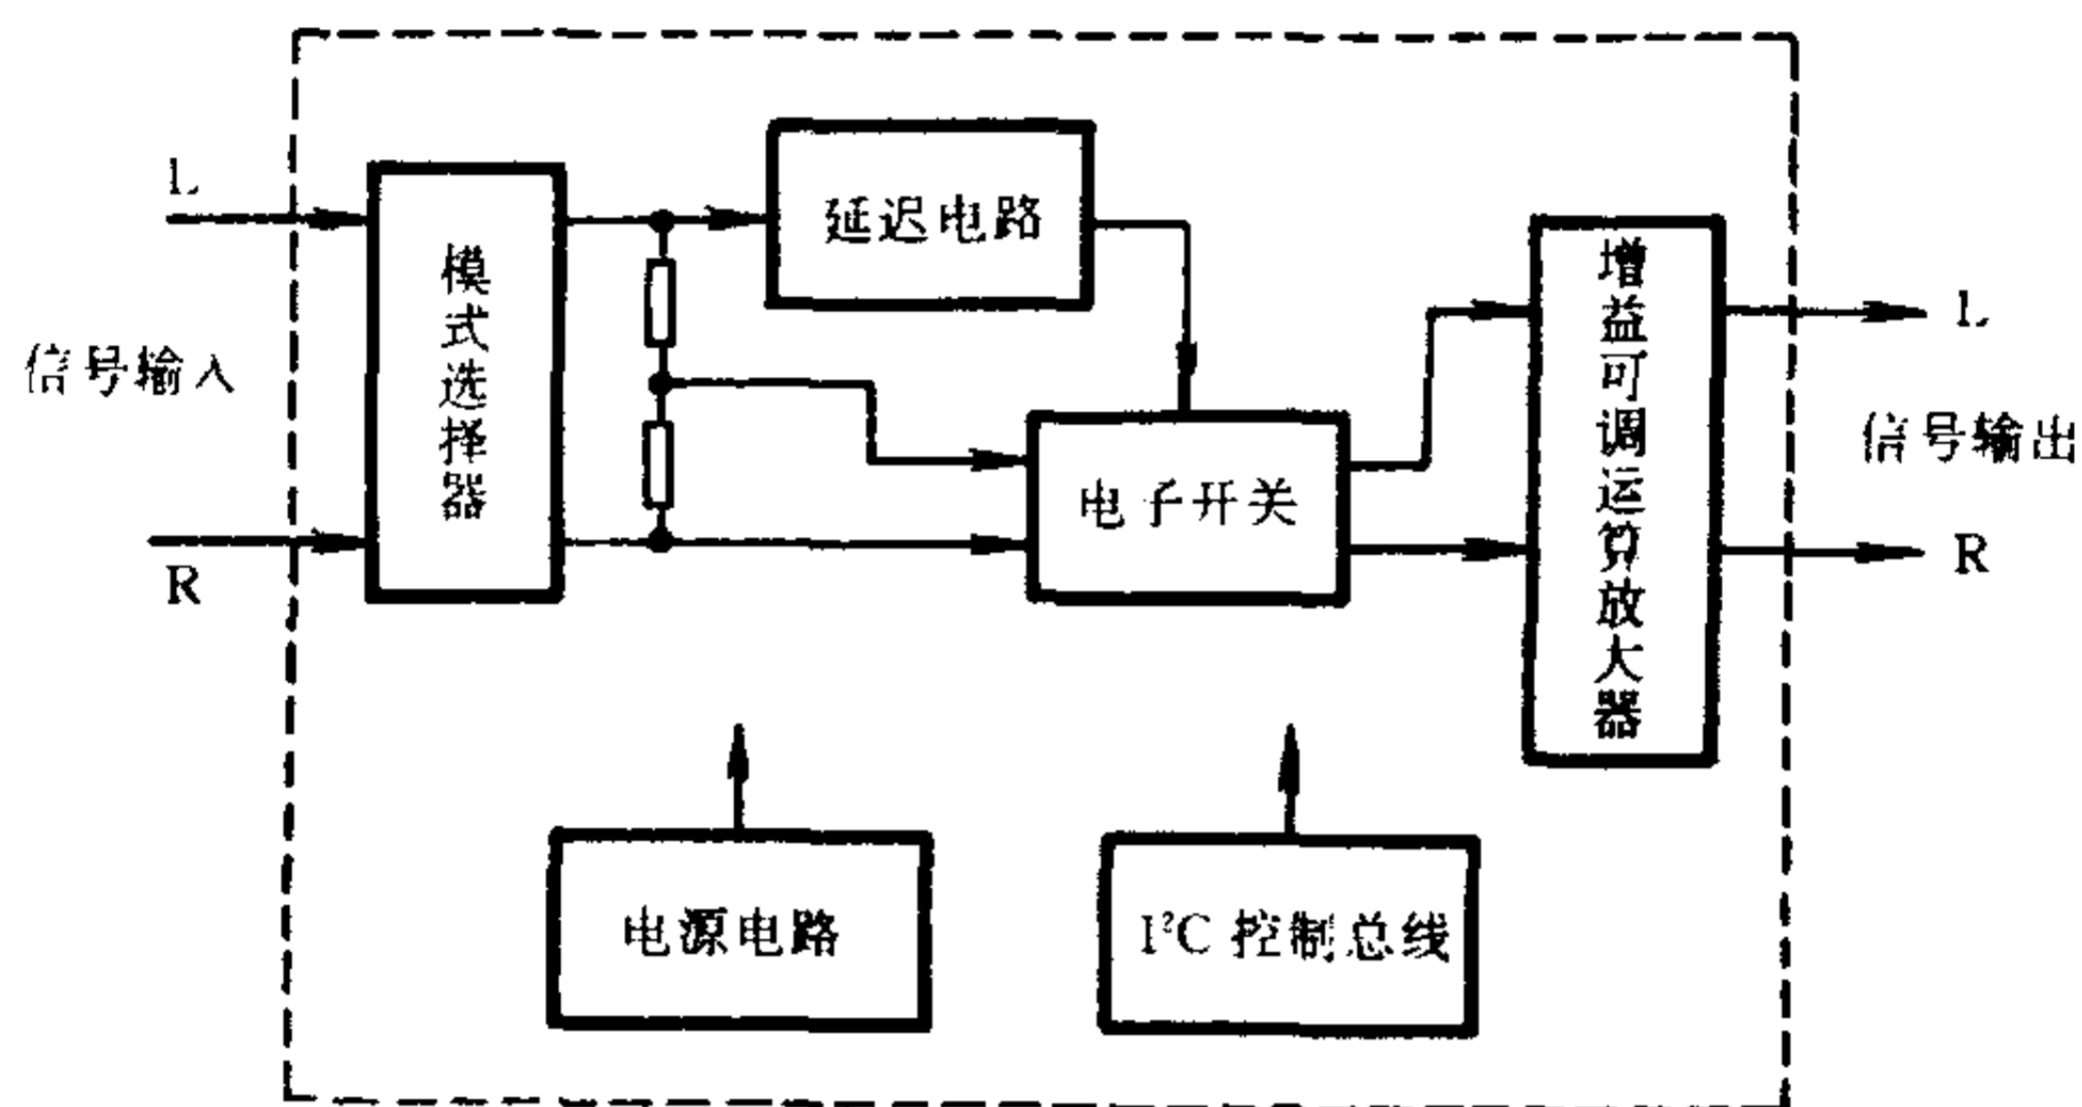 L
延迟电路
模式选择器
增益可调运算放大器
L
信号输入
信号输出
电子开关
R
R
电源电路
I²C 控制总线